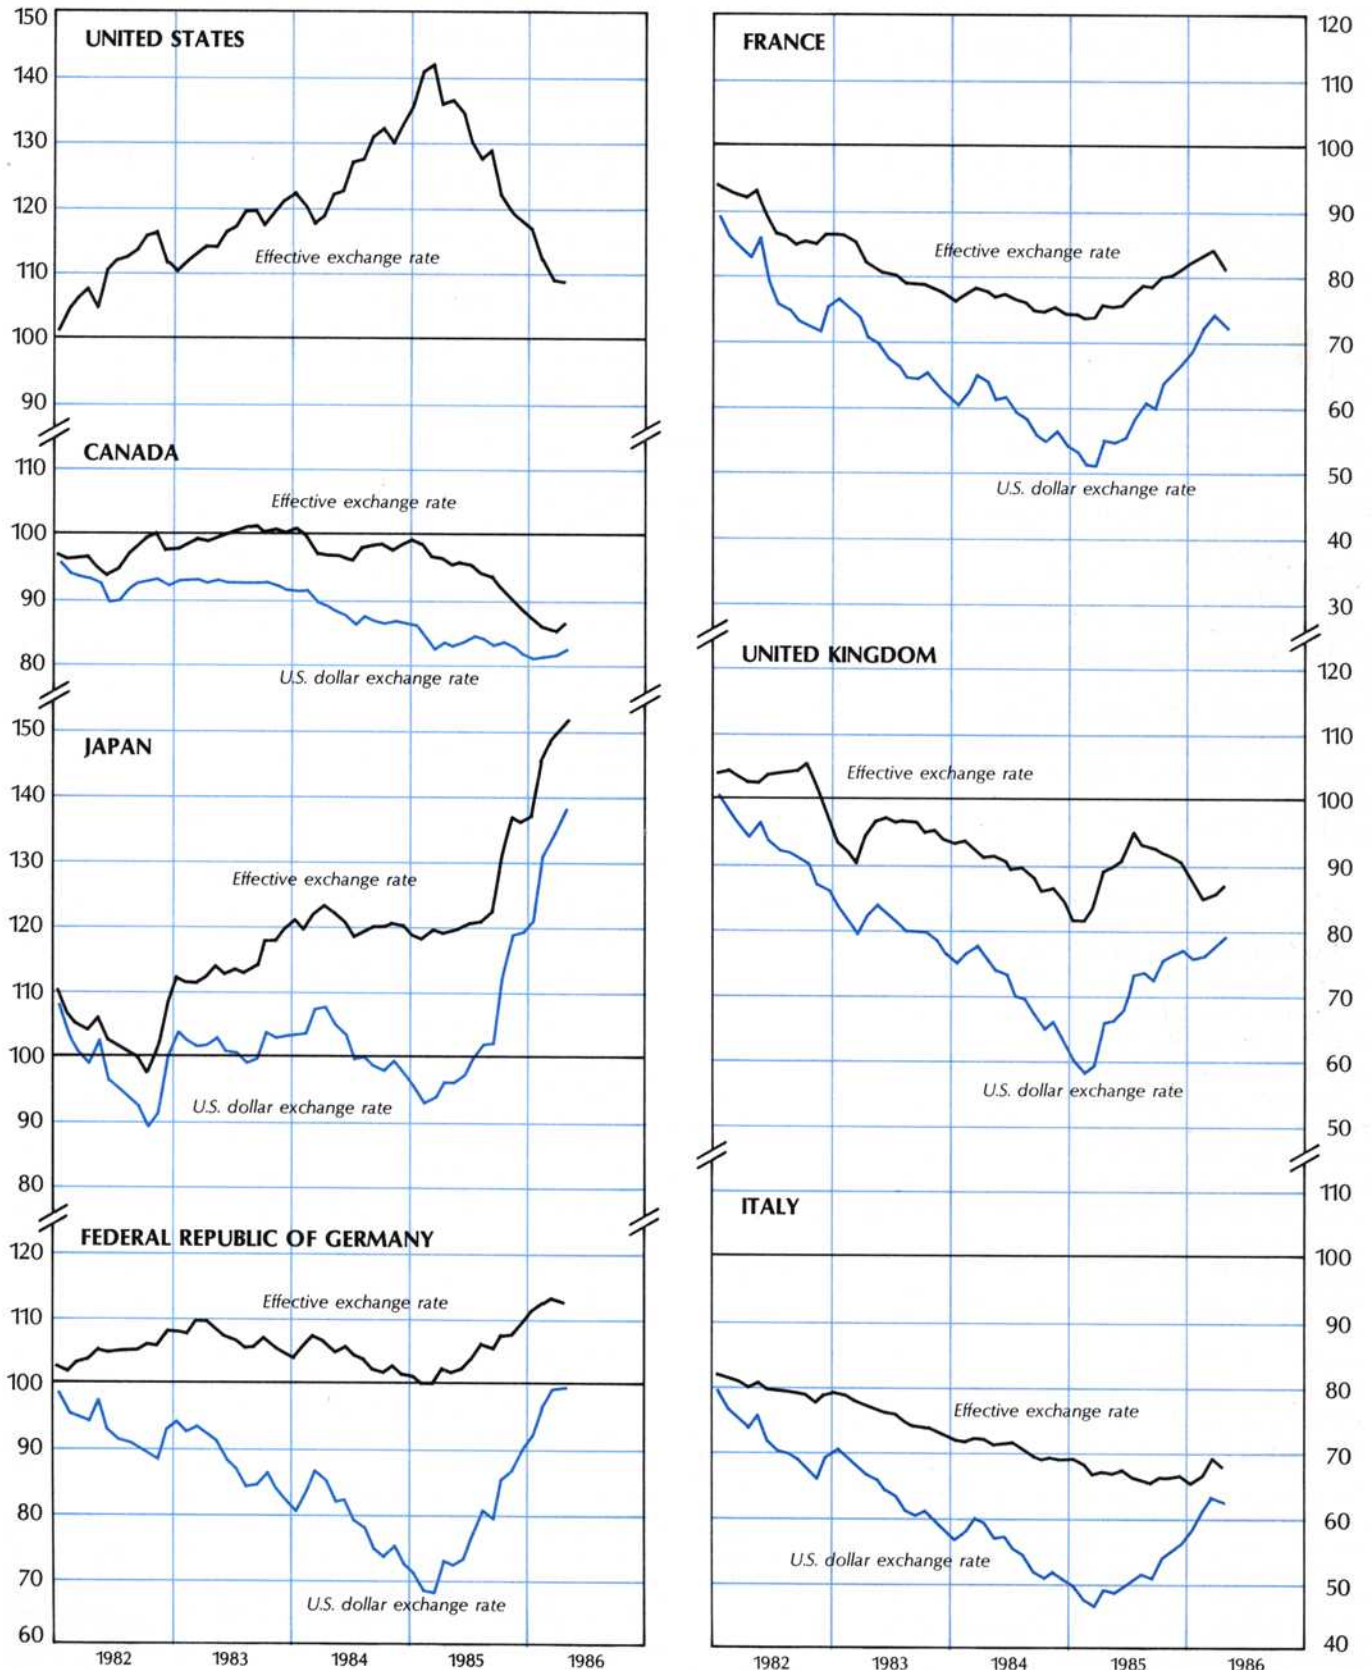 150
UNITED STATES
140
130
120
Effective exchange rate
110
100
90
CANADA
110
Effective exchange rate
100
90
80
U.S. dollar exchange rate
150
JAPAN
140
130
Effective exchange rate
120
110
100
U.S. dollar exchange rate
90
80
FEDERAL REPUBLIC OF GERMANY
120
Effective exchange rate
110
100
90
80
70
U.S. dollar exchange rate
60
1982 1983 1984 1985 1986
FRANCE
120
110
100
90
Effective exchange rate
80
70
60
50
U.S. dollar exchange rate
40
30
UNITED KINGDOM
120
110
Effective exchange rate
100
90
80
70
60
U.S. dollar exchange rate
50
ITALY
110
100
90
80
Effective exchange rate
70
60
U.S. dollar exchange rate
50
40
1982 1983 1984 1985 1986